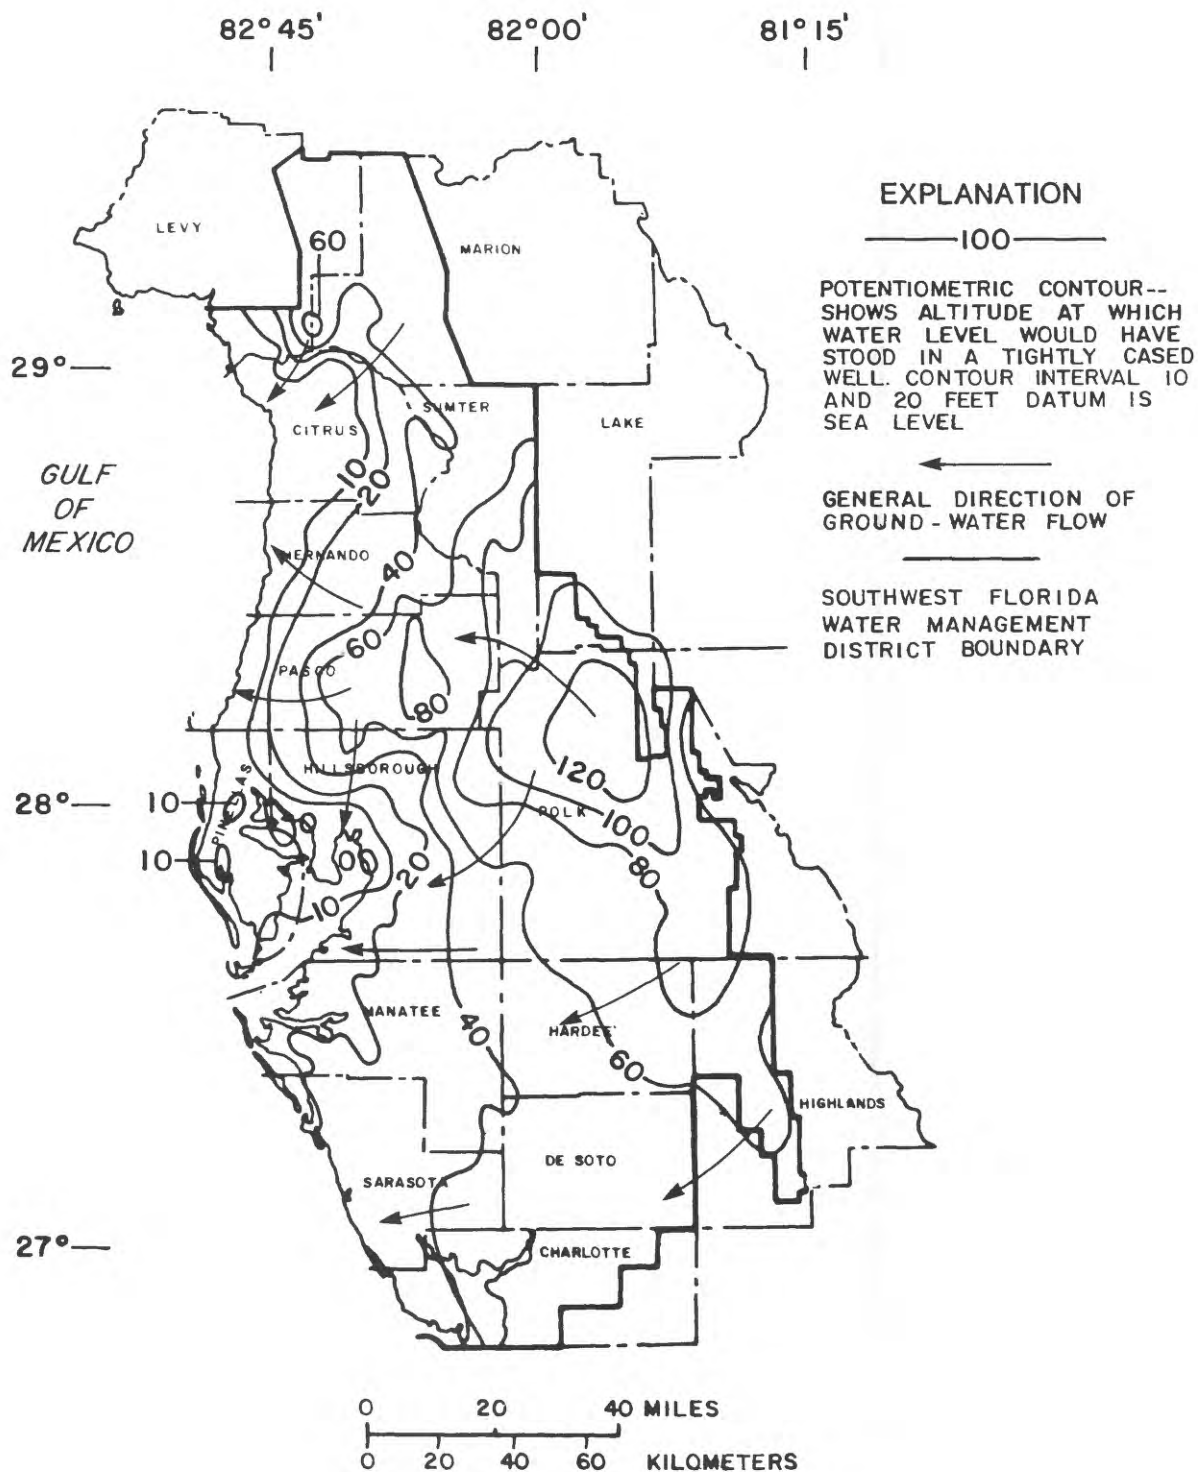 82°45' 82°00' 81°15'
EXPLANATION
100
POTENTIOMETRIC CONTOUR--
SHOWS ALTITUDE AT WHICH
WATER LEVEL WOULD HAVE
STOOD IN A TIGHTLY CASED
WELL. CONTOUR INTERVAL 10
AND 20 FEET DATUM IS
SEA LEVEL
GENERAL DIRECTION OF
GROUND-WATER FLOW
SOUTHWEST FLORIDA
WATER MANAGEMENT
DISTRICT BOUNDARY
LEVY
60
MARION
29°
SUMTER
LAKE
CITRUS
GULF
OF
MEXICO
10
20
HERNANDO
40
60
PASCO
80
HILLSBOROUGH
120
28°
10
PINELLAS
0
POLK
100
10
0
0
20
80
10
MANATEE
40
HARDEE
60
HIGHLANDS
DE SOTO
SARASOTA
27°
CHARLOTTE
0 20 40 MILES
0 20 40 60 KILOMETERS